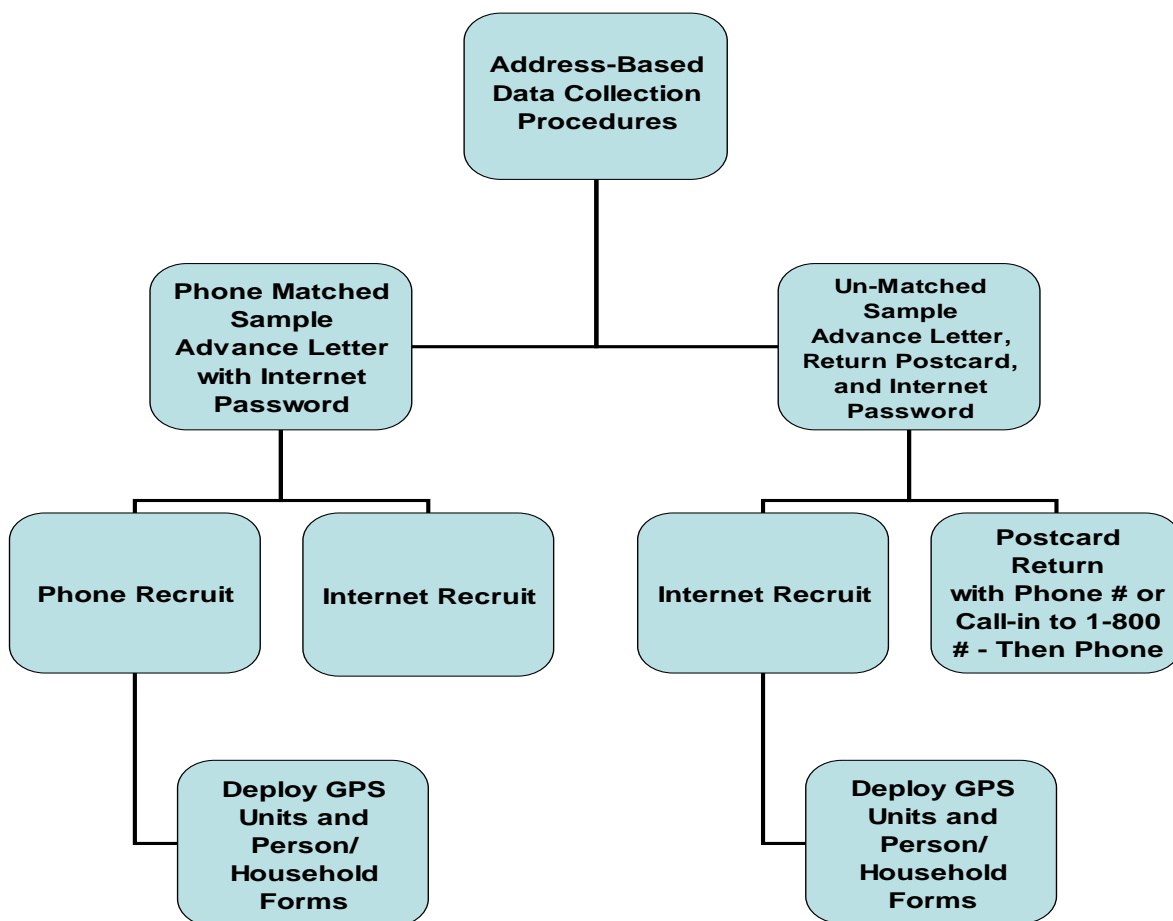 Address-Based
Data Collection
Procedures
Phone Matched
Sample
Advance Letter
with Internet
Password
Un-Matched
Sample
Advance Letter,
Return Postcard,
and Internet
Password
Phone Recruit
Internet Recruit
Internet Recruit
Postcard
Return
with Phone # or
Call-in to 1-800
# - Then Phone
Deploy GPS
Units and
Person/
Household
Forms
Deploy GPS
Units and
Person/
Household
Forms